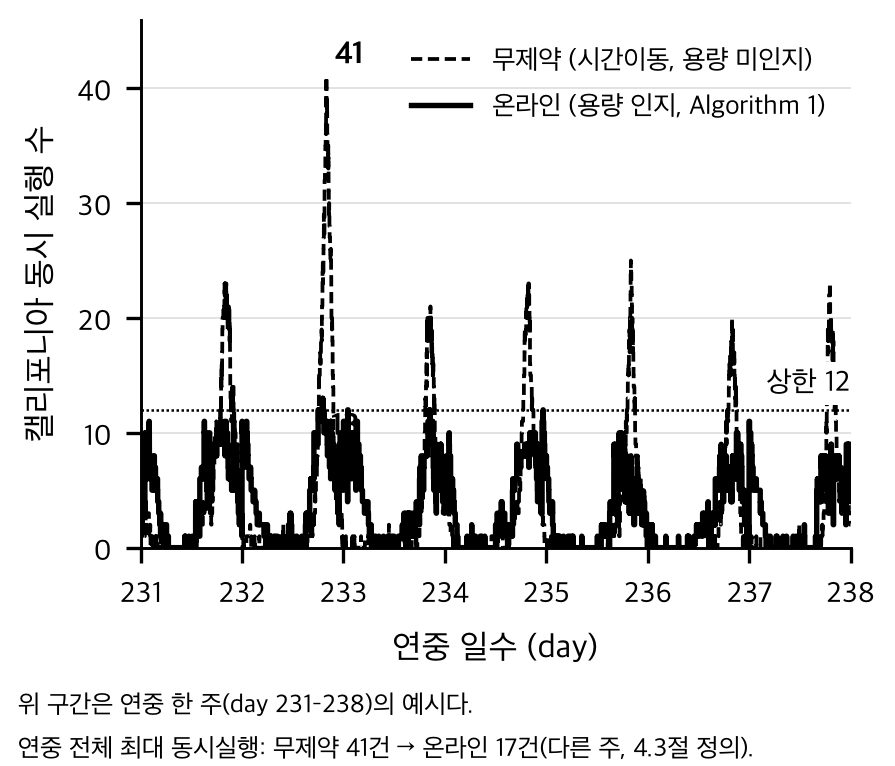 41
무제약 (시간이동, 용량 미인지)
온라인 (용량 인지, Algorithm 1)
캘리포니아 동시 실행 수
40
30
20
10
0
상한 12
231 232 233 234 235 236 237 238
연중 일수 (day)
위 구간은 연중 한 주(day 231-238)의 예시다.
연중 전체 최대 동시실행: 무제약 41건 → 온라인 17건(다른 주, 4.3절 정의).